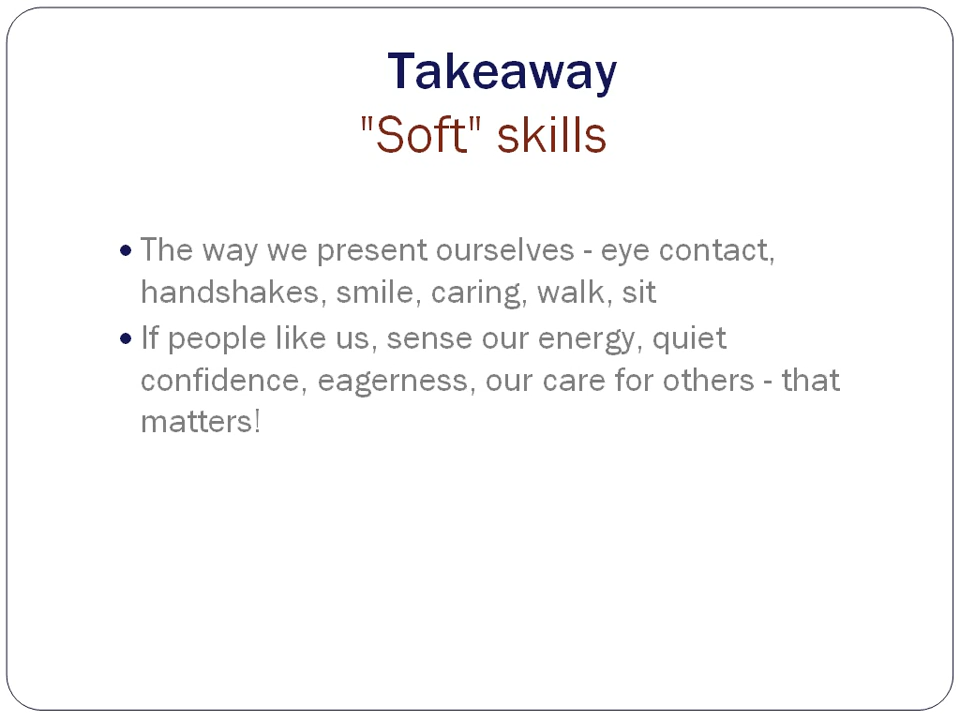 Takeaway
"Soft" skills
• The way we present ourselves - eye contact,
handshakes, smile, caring, walk, sit
• If people like us, sense our energy, quiet
confidence, eagerness, our care for others - that
matters!